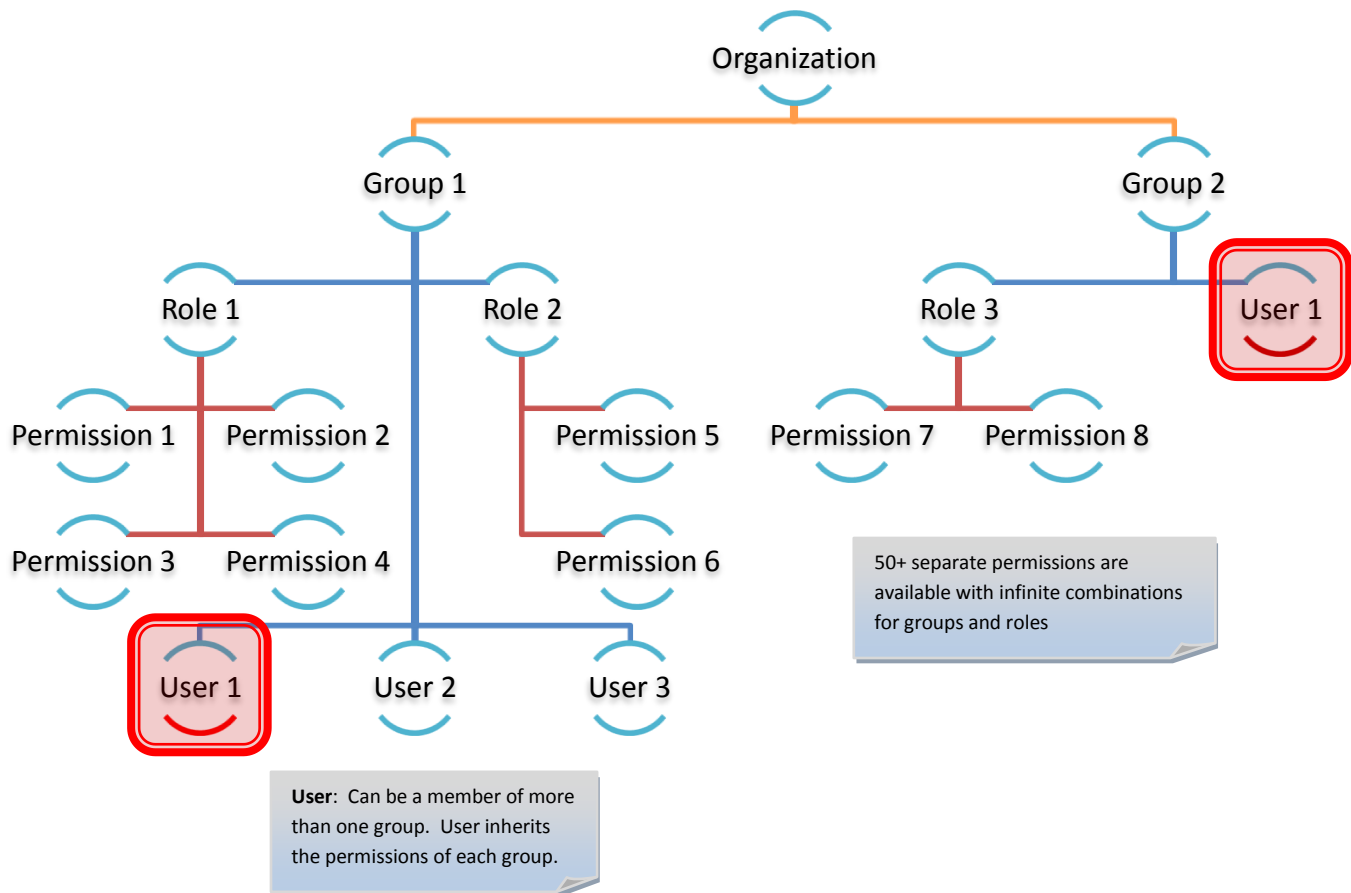 Organization
Group 1
Group 2
Role 1
Role 2
Role 3
User 1
Permission 1
Permission 2
Permission 5
Permission 7
Permission 8
Permission 3
Permission 4
Permission 6
50+ separate permissions are
available with infinite combinations
for groups and roles
User 1
User 2
User 3
User:  Can be a member of more
than one group.  User inherits
the permissions of each group.